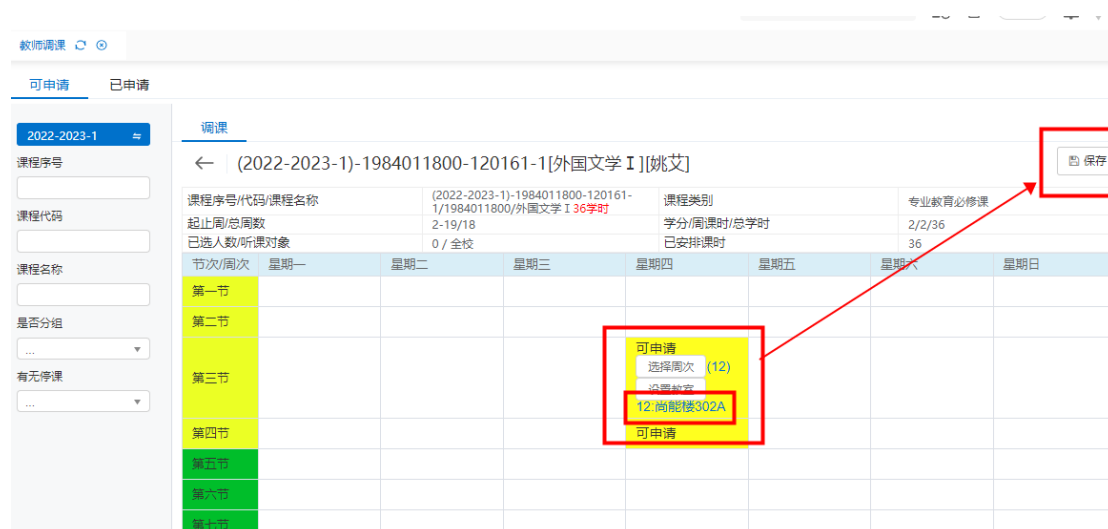 教师调课
可申请 已申请
2022-2023-1
课程序号
课程代码
课程名称
是否分组
...
有无停课
...
调课
← (2022-2023-1)-1984011800-120161-1[外国文学Ⅰ][姚艾]
保存
课程序号/代码/课程名称 (2022-2023-1)-1984011800-120161-1/1984011800/外国文学Ⅰ36学时 课程类别 专业教育必修课
起止周/总周数 2-19/18 学分/周课时/总学时 2/2/36
已选人数/听课对象 0 / 全校 已安排课时 36
节次/周次 星期一 星期二 星期三 星期四 星期五 星期六 星期日
第一节
第二节
第三节
可申请
选择周次 (12)
设置教室
12:尚能楼302A
第四节 可申请
第五节
第六节
第七节